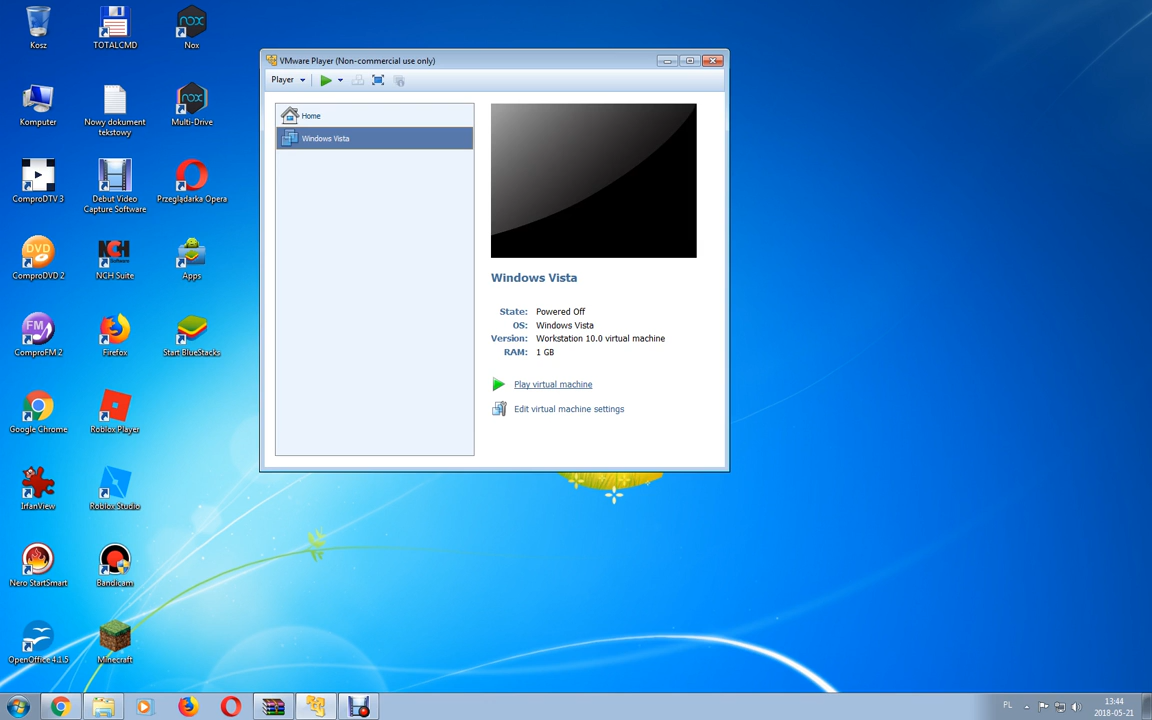 Kosz
TOTALCMD
Nox
Komputer
Nowy dokument
tekstowy
Multi-Drive
ComproDTV 3
Debut Video
Capture Software
Przeglądarka Opera
DVD
ComproDVD 2
NCH
NCH Suite
Apps
FM
ComproFM 2
Firefox
Start BlueStacks
Google Chrome
Roblox Player
IrfanView
Roblox Studio
Nero StartSmart
Bandicam
OpenOffice 4.1.5
Minecraft
VMware Player (Non-commercial use only)
Player
Home
Windows Vista
Windows Vista
State: Powered Off
OS: Windows Vista
Version: Workstation 10.0 virtual machine
RAM: 1 GB
Play virtual machine
Edit virtual machine settings
PL
13:44
2018-05-21